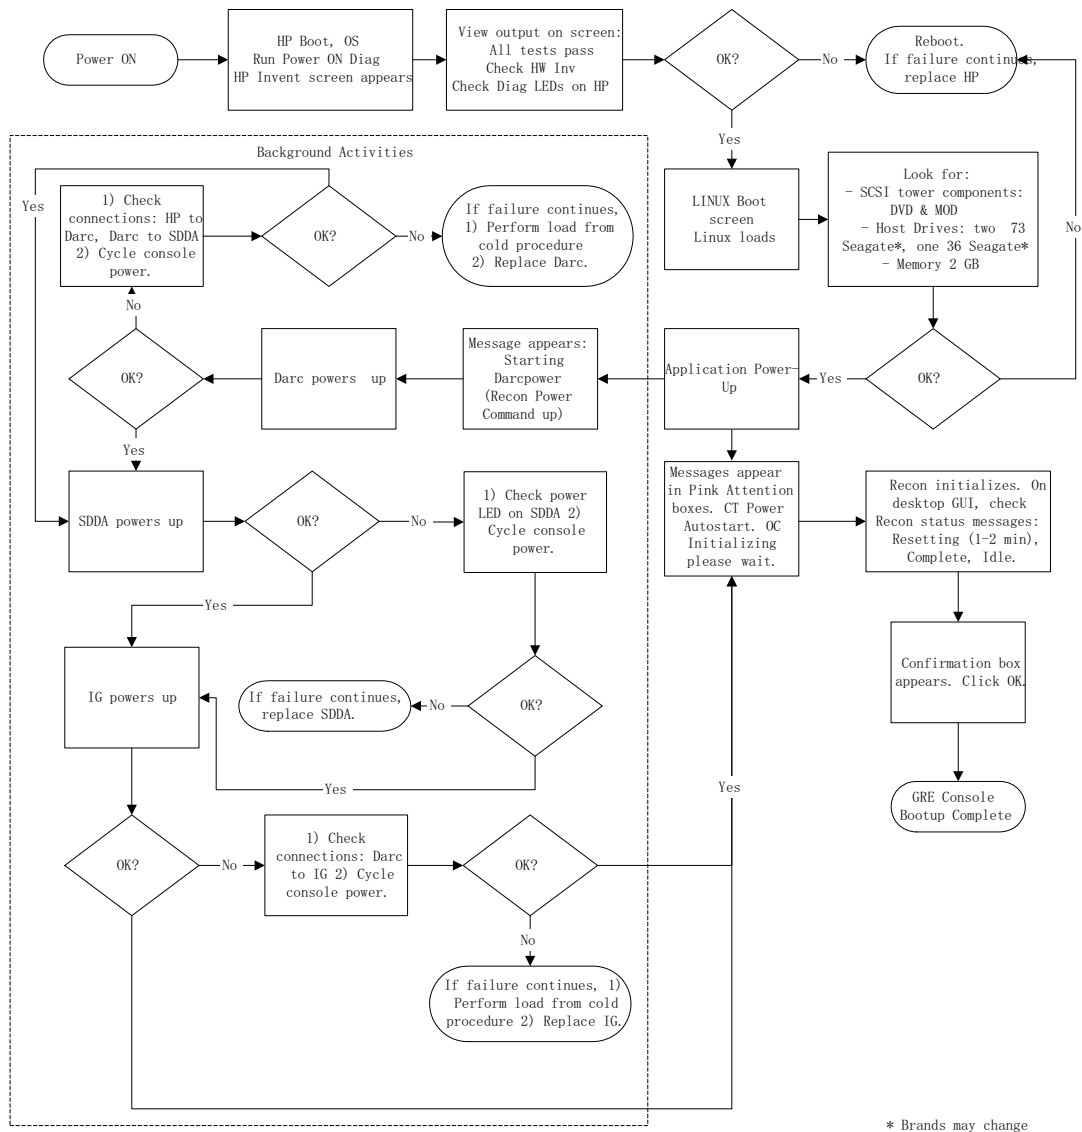 Power ON
HP Boot, OS
Run Power ON Diag
HP Invent screen appears
View output on screen:
All tests pass
Check HW Inv
Check Diag LEDs on HP
OK?
No
Reboot.
If failure continues,
replace HP
Yes
Background Activities
Yes
1) Check
connections: HP to
Darc, Darc to SDDA
2) Cycle console
power.
OK?
No
If failure continues,
1) Perform load from
cold procedure
2) Replace Darc.
LINUX Boot
screen
Linux loads
Look for:
- SCSI tower components:
DVD & MOD
- Host Drives: two 73
Seagate*, one 36 Seagate*
- Memory 2 GB
No
No
OK?
Darc powers up
Message appears:
Starting
Darcpower
(Recon Power
Command up)
Application Power-
Up
Yes
OK?
Yes
SDDA powers up
OK?
No
1) Check power
LED on SDDA 2)
Cycle console
power.
Messages appear
in Pink Attention
boxes. CT Power
Autostart. OC
Initializing
please wait.
Recon initializes. On
desktop GUI, check
Recon status messages:
Resetting (1-2 min),
Complete, Idle.
Yes
IG powers up
If failure continues,
replace SDDA.
No
OK?
Confirmation box
appears. Click OK.
Yes
Yes
GRE Console
Bootup Complete
OK?
No
1) Check
connections: Darc
to IG 2) Cycle
console power.
OK?
No
If failure continues, 1)
Perform load from cold
procedure 2) Replace IG.
* Brands may change